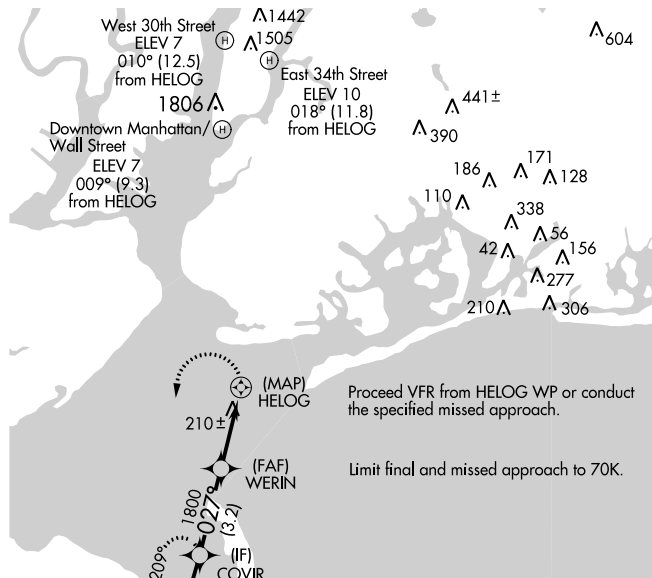 1442
West 30th Street
ELEV 7
010° (12.5)
from HELOG
H
1505
604
H
East 34th Street
ELEV 10
018° (11.8)
from HELOG
1806
441±
390
Downtown Manhattan/
Wall Street
ELEV 7
009° (9.3)
from HELOG
H
186
171
128
110
338
42
56
156
277
210
306
(MAP)
HELOG
210±
Proceed VFR from HELOG WP or conduct
the specified missed approach.
(FAF)
WERIN
Limit final and missed approach to 70K.
1800
027°
(3.2)
209°
(IF)
COVIR